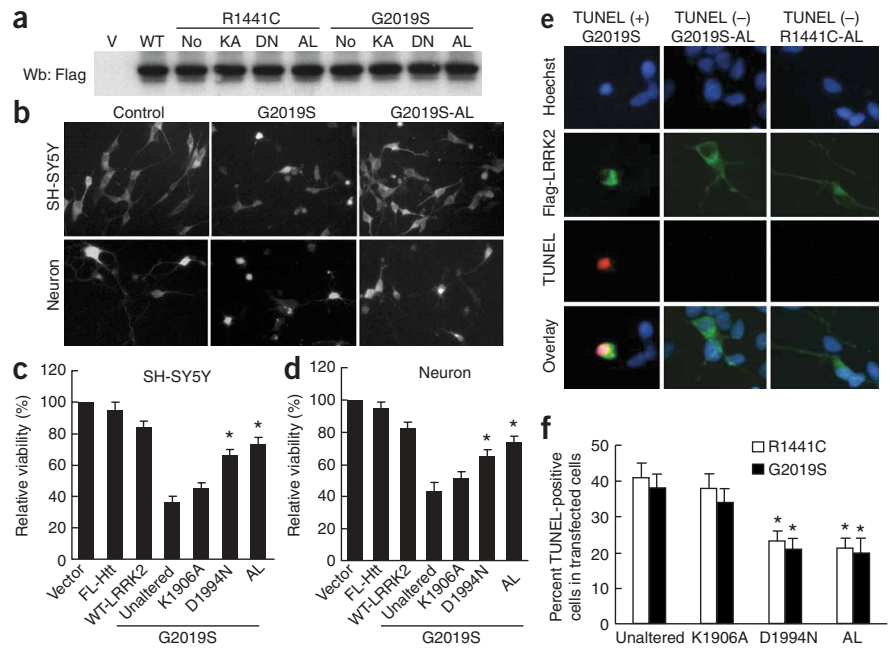 a
R1441C G2019S
V WT No KA DN AL No KA DN AL
Wb: Flag
b
Control G2019S G2019S-AL
SH-SY5Y
Neuron
c
SH-SY5Y
Relative viability (%)
120
100
80
60
40
20
0
* *
Vector FL-Htt WT-LRRK2 Unaltered K1906A D1994N AL
G2019S
d
Neuron
Relative viability (%)
120
100
80
60
40
20
0
* *
Vector FL-Htt WT-LRRK2 Unaltered K1906A D1994N AL
G2019S
e
TUNEL (+) TUNEL (–) TUNEL (–)
G2019S G2019S-AL R1441C-AL
Hoechst
Flag-LRRK2
TUNEL
Overlay
f
R1441C
G2019S
Percent TUNEL-positive
cells in transfected cells
50
40
30
20
10
0
* * * *
Unaltered K1906A D1994N AL